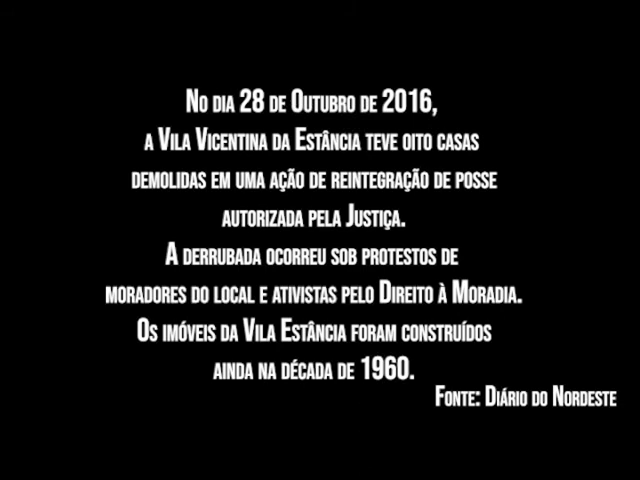 No dia 28 de Outubro de 2016,
a Vila Vicentina da Estância teve oito casas
demolidas em uma ação de reintegração de posse
autorizada pela Justiça.
A derrubada ocorreu sob protestos de
moradores do local e ativistas pelo Direito à Moradia.
Os imóveis da Vila Estância foram construídos
ainda na década de 1960.
Fonte: Diário do Nordeste